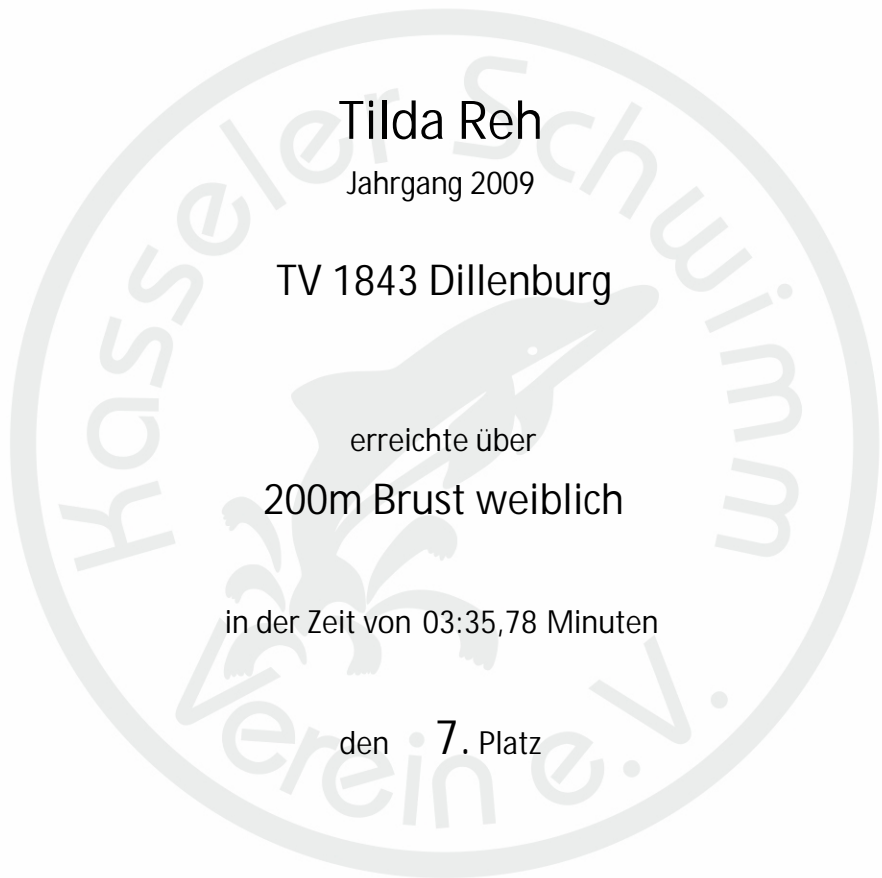 Kasseler Schwimm
Verein e.V.
Tilda Reh
Jahrgang 2009
TV 1843 Dillenburg
erreichte über
200m Brust weiblich
in der Zeit von 03:35,78 Minuten
den 7. Platz